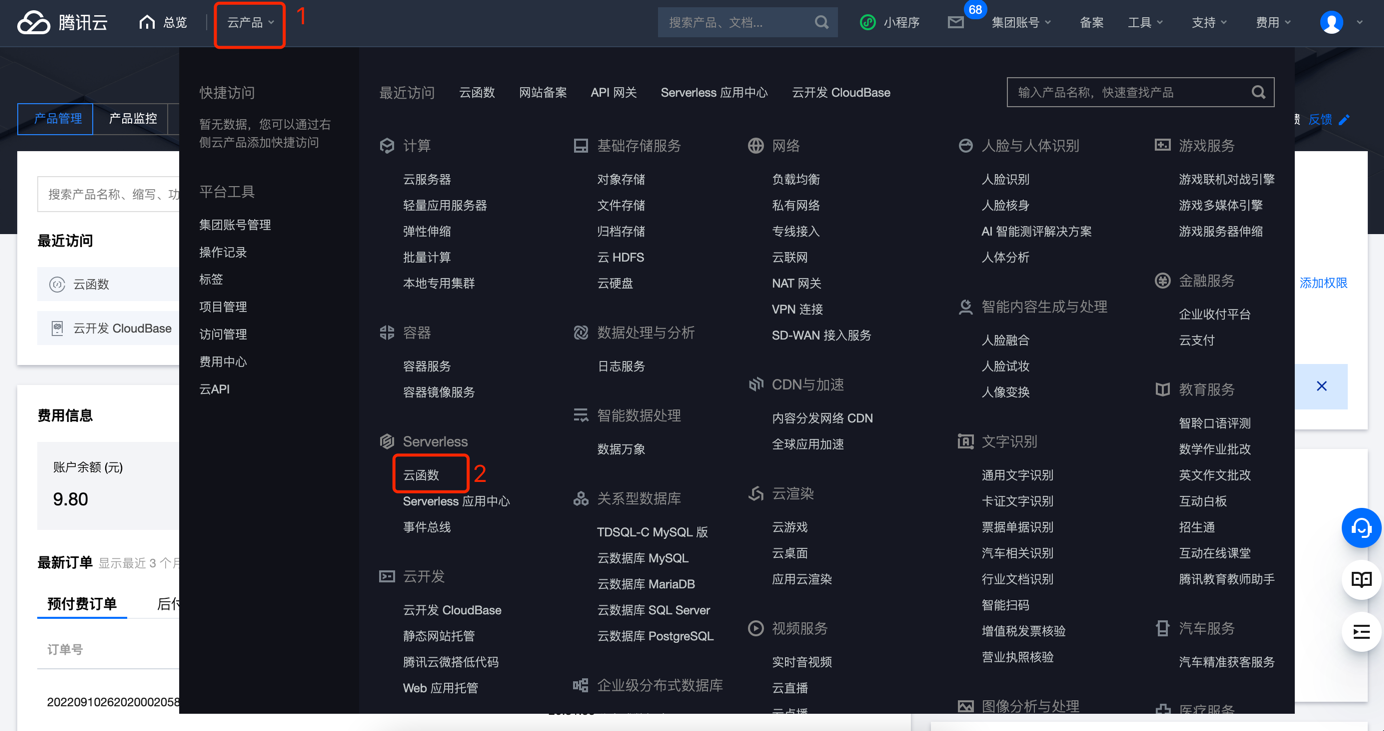 腾讯云
总览
云产品
1
搜索产品、文档...
小程序
68
集团账号
备案
工具
支持
费用
产品管理
产品监控
反馈
搜索产品名称、缩写、功
最近访问
云函数
云开发 CloudBase
费用信息
账户余额 (元)
9.80
最新订单 显示最近 3 个月
预付费订单
后付
订单号
20220910262020002058
添加权限
快捷访问
暂无数据，您可以通过右
侧云产品添加快捷访问
平台工具
集团账号管理
操作记录
标签
项目管理
访问管理
费用中心
云API
最近访问
云函数
网站备案
API 网关
Serverless 应用中心
云开发 CloudBase
输入产品名称，快速查找产品
计算
云服务器
轻量应用服务器
弹性伸缩
批量计算
本地专用集群
容器
容器服务
容器镜像服务
Serverless
云函数
2
Serverless 应用中心
事件总线
云开发
云开发 CloudBase
静态网站托管
腾讯云微搭低代码
Web 应用托管
基础存储服务
对象存储
文件存储
归档存储
云 HDFS
云硬盘
数据处理与分析
日志服务
智能数据处理
数据万象
关系型数据库
TDSQL-C MySQL 版
云数据库 MySQL
云数据库 MariaDB
云数据库 SQL Server
云数据库 PostgreSQL
企业级分布式数据库
网络
负载均衡
私有网络
专线接入
云联网
NAT 网关
VPN 连接
SD-WAN 接入服务
CDN与加速
内容分发网络 CDN
全球应用加速
云渲染
云游戏
云桌面
应用云渲染
视频服务
实时音视频
云直播
云点播
人脸与人体识别
人脸识别
人脸核身
AI 智能测评解决方案
人体分析
智能内容生成与处理
人脸融合
人脸试妆
人像变换
文字识别
通用文字识别
卡证文字识别
票据单据识别
汽车相关识别
行业文档识别
智能扫码
增值税发票核验
营业执照核验
图像分析与处理
游戏服务
游戏联机对战引擎
游戏多媒体引擎
游戏服务器伸缩
金融服务
企业收付平台
云支付
教育服务
智聆口语评测
数学作业批改
英文作文批改
互动白板
招生通
互动在线课堂
腾讯教育教师助手
汽车服务
汽车精准获客服务
医疗服务